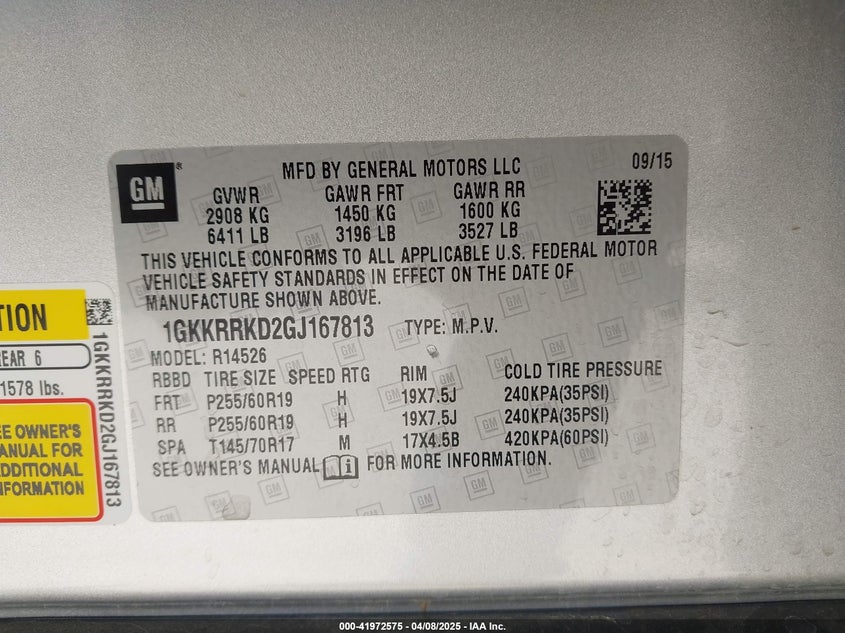 MFD BY GENERAL MOTORS LLC 09/15
GM
GVWR GAWR FRT GAWR RR
2908 KG 1450 KG 1600 KG
6411 LB 3196 LB 3527 LB
THIS VEHICLE CONFORMS TO ALL APPLICABLE U.S. FEDERAL MOTOR
VEHICLE SAFETY STANDARDS IN EFFECT ON THE DATE OF
MANUFACTURE SHOWN ABOVE.
1GKKRRKD2GJ167813 TYPE: M.P.V.
MODEL: R14526
RBBD TIRE SIZE SPEED RTG RIM COLD TIRE PRESSURE
FRT P255/60R19 H 19X7.5J 240KPA(35PSI)
RR P255/60R19 H 19X7.5J 240KPA(35PSI)
SPA T145/70R17 M 17X4.5B 420KPA(60PSI)
SEE OWNER'S MANUAL FOR MORE INFORMATION.
TION
REAR 6
1578 lbs.
EE OWNER'S
ANUAL FOR
DDITIONAL
NFORMATION
1GKKRRKD2GJ167813
000-41972575 - 04/08/2025 - IAA Inc.